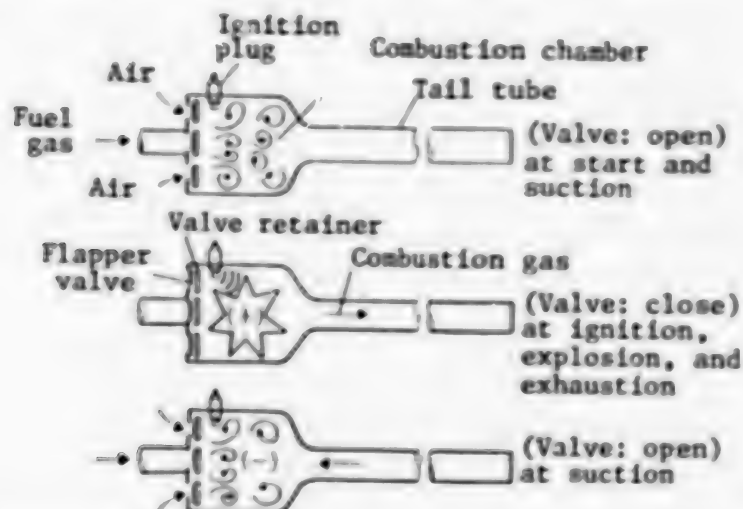 Ignition
plug
Combustion chamber
Air
Tail tube
Fuel
gas
(Valve: open)
at start and
suction
Air
Valve retainer
Flapper
valve
Combustion gas
(Valve: close)
at ignition,
explosion, and
exhaustion
(Valve: open)
at suction